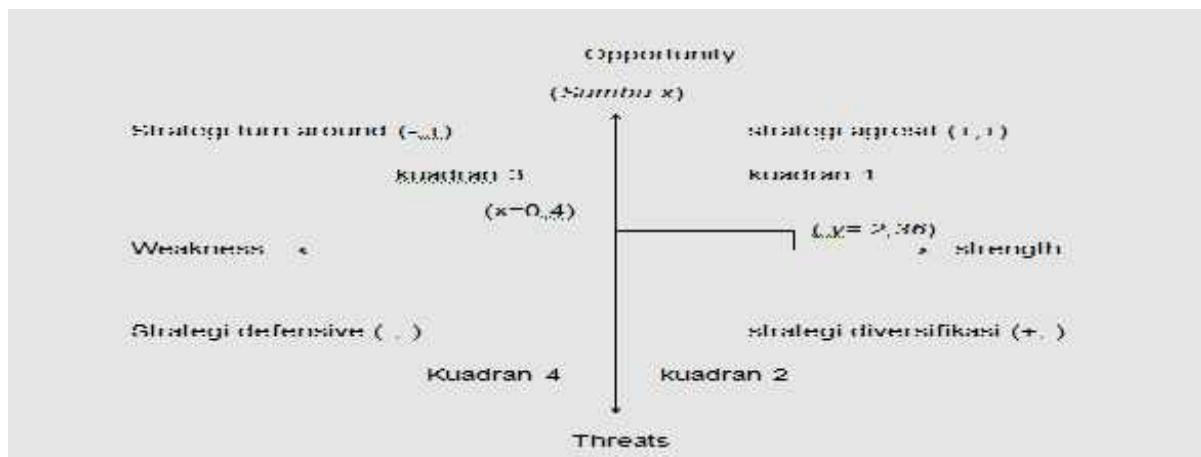 Opportunity
(Sumbu x)
Strategi turn around (-,+) strategi agresaf (+,+)
kuadran 3 kuadran 1
(x=0,4)
( y= 2,36)
Weakness strength
Strategi defensive ( , ) strategi diversifikasi (+, )
Kuadran 4 kuadran 2
Threats